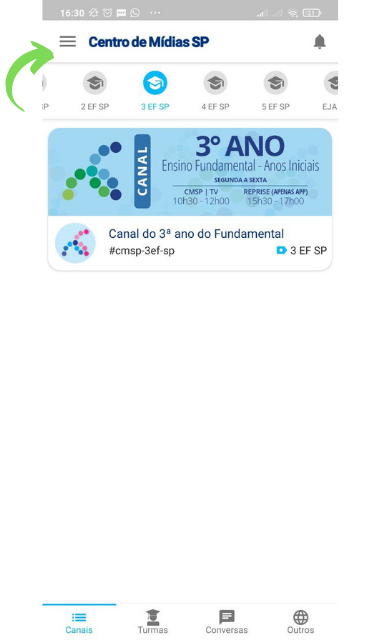 16:30
Centro de Mídias SP
2 EF SP
3 EF SP
4 EF SP
5 EF SP
EJA
CANAL
3º ANO
Ensino Fundamental - Anos Iniciais
SEGUNDA A SEXTA
CMSP | TV
REPRISE (APENAS APP)
10h30 - 12h00
15h30 - 17h00
Canal do 3ª ano do Fundamental
#cmsp-3ef-sp
3 EF SP
Canais
Turmas
Conversas
Outros